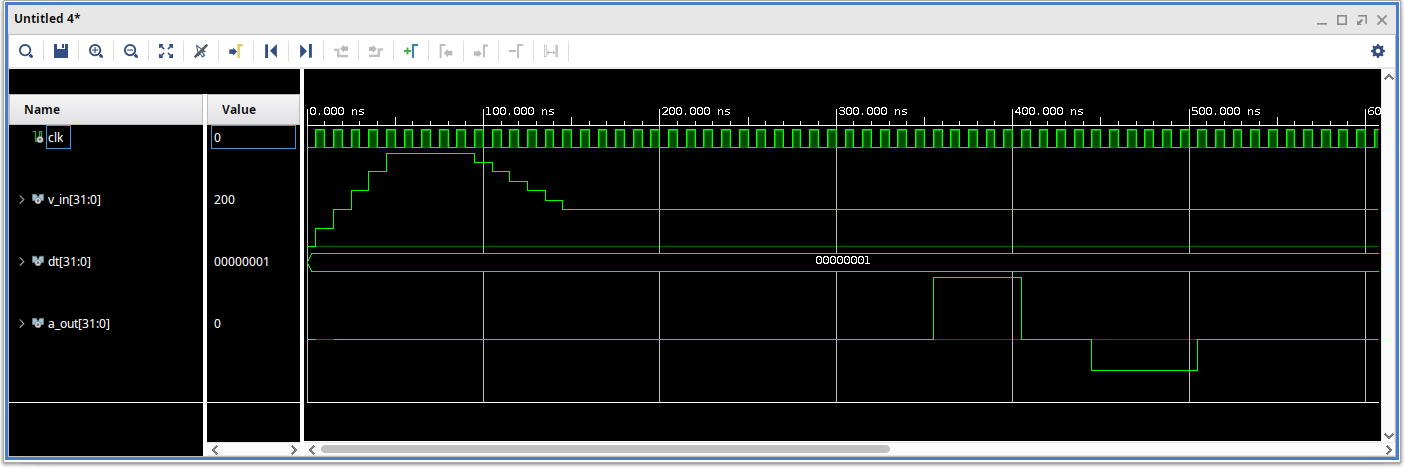 Untitled 4*
Name
Value
0.000 ns
100.000 ns
200.000 ns
300.000 ns
400.000 ns
500.000 ns
60
clk
0
v_in[31:0]
200
dt[31:0]
00000001
00000001
a_out[31:0]
0